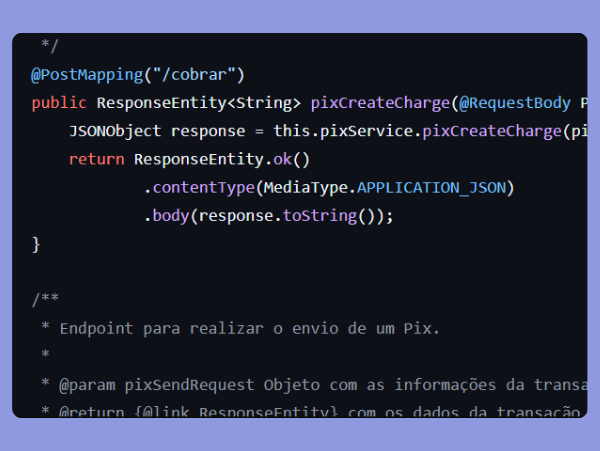 */
@PostMapping("/cobrar")
public ResponseEntity<String> pixCreateCharge(@RequestBody P
JSONObject response = this.pixService.pixCreateCharge(pi
return ResponseEntity.ok()
.contentType(MediaType.APPLICATION_JSON)
.body(response.toString());
}
/**
* Endpoint para realizar o envio de um Pix.
*
* @param pixSendRequest Objeto com as informações da transa
* @return {@link ResponseEntity} com os dados da transação